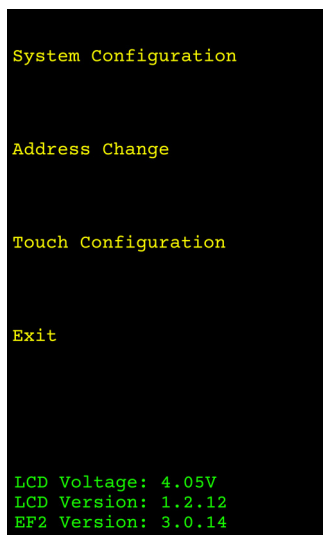 System Configuration
Address Change
Touch Configuration
Exit
LCD Voltage: 4.05V
LCD Version: 1.2.12
EF2 Version: 3.0.14